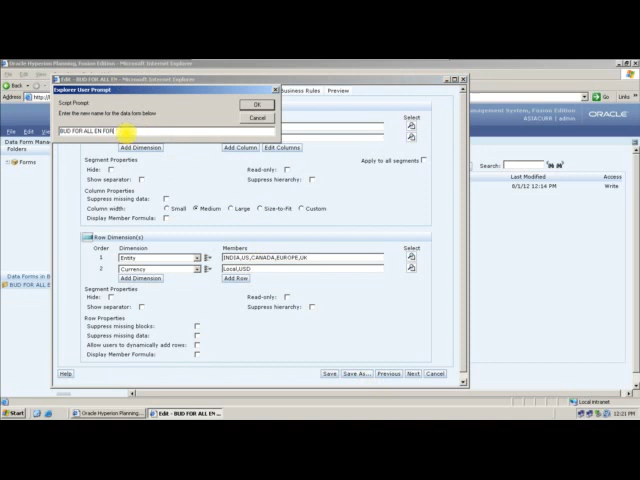 Oracle Hyperion Planning, Fusion Edition - Microsoft Internet Explorer
Edit - BUD FOR ALL EN - Microsoft Internet Explorer
Explorer User Prompt
Script Prompt:
Enter the new name for the data form below
OK
Cancel
BUD FOR ALL EN FOR
Back
Address
http://
Go
Links
Business Rules
Preview
Management System, Fusion Edition
ASIACURR | admin
ORACLE
File Edit
Data Form Man
Folders
Forms
Search:
Last Modified
Access
8/1/12 12:14 PM
Write
Select
Add Dimension
Add Column
Edit Columns
Segment Properties
Apply to all segments
Hide:
Read-only:
Show separator:
Suppress hierarchy:
Column Properties
Suppress missing data:
Column width:
Small
Medium
Large
Size-to-Fit
Custom
Display Member Formula:
Row Dimension(s)
Order
Dimension
Members
Select
1
Entity
INDIA,US,CANADA,EUROPE,UK
2
Currency
Local,USD
Add Dimension
Add Row
Segment Properties
Hide:
Read-only:
Show separator:
Suppress hierarchy:
Row Properties
Suppress missing blocks:
Suppress missing data:
Allow users to dynamically add rows:
Display Member Formula:
Data Forms in B
BUD FOR ALL E
Help
Save
Save As...
Previous
Next
Cancel
Local intranet
Start
Oracle Hyperion Planning...
Edit - BUD FOR ALL EN ...
12:21 PM